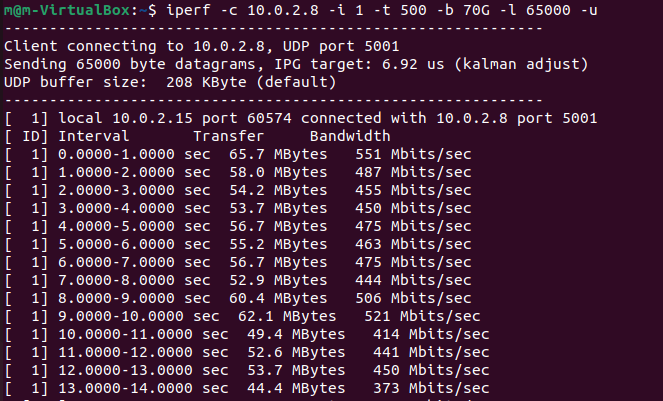 m@m-VirtualBox:~$ iperf -c 10.0.2.8 -i 1 -t 500 -b 70G -l 65000 -u
------------------------------------------------------------
Client connecting to 10.0.2.8, UDP port 5001
Sending 65000 byte datagrams, IPG target: 6.92 us (kalman adjust)
UDP buffer size:  208 KByte (default)
------------------------------------------------------------
[  1] local 10.0.2.15 port 60574 connected with 10.0.2.8 port 5001
[ ID] Interval       Transfer     Bandwidth
[  1] 0.0000-1.0000 sec  65.7 MBytes   551 Mbits/sec
[  1] 1.0000-2.0000 sec  58.0 MBytes   487 Mbits/sec
[  1] 2.0000-3.0000 sec  54.2 MBytes   455 Mbits/sec
[  1] 3.0000-4.0000 sec  53.7 MBytes   450 Mbits/sec
[  1] 4.0000-5.0000 sec  56.7 MBytes   475 Mbits/sec
[  1] 5.0000-6.0000 sec  55.2 MBytes   463 Mbits/sec
[  1] 6.0000-7.0000 sec  56.7 MBytes   475 Mbits/sec
[  1] 7.0000-8.0000 sec  52.9 MBytes   444 Mbits/sec
[  1] 8.0000-9.0000 sec  60.4 MBytes   506 Mbits/sec
[  1] 9.0000-10.0000 sec  62.1 MBytes   521 Mbits/sec
[  1] 10.0000-11.0000 sec  49.4 MBytes   414 Mbits/sec
[  1] 11.0000-12.0000 sec  52.6 MBytes   441 Mbits/sec
[  1] 12.0000-13.0000 sec  53.7 MBytes   450 Mbits/sec
[  1] 13.0000-14.0000 sec  44.4 MBytes   373 Mbits/sec